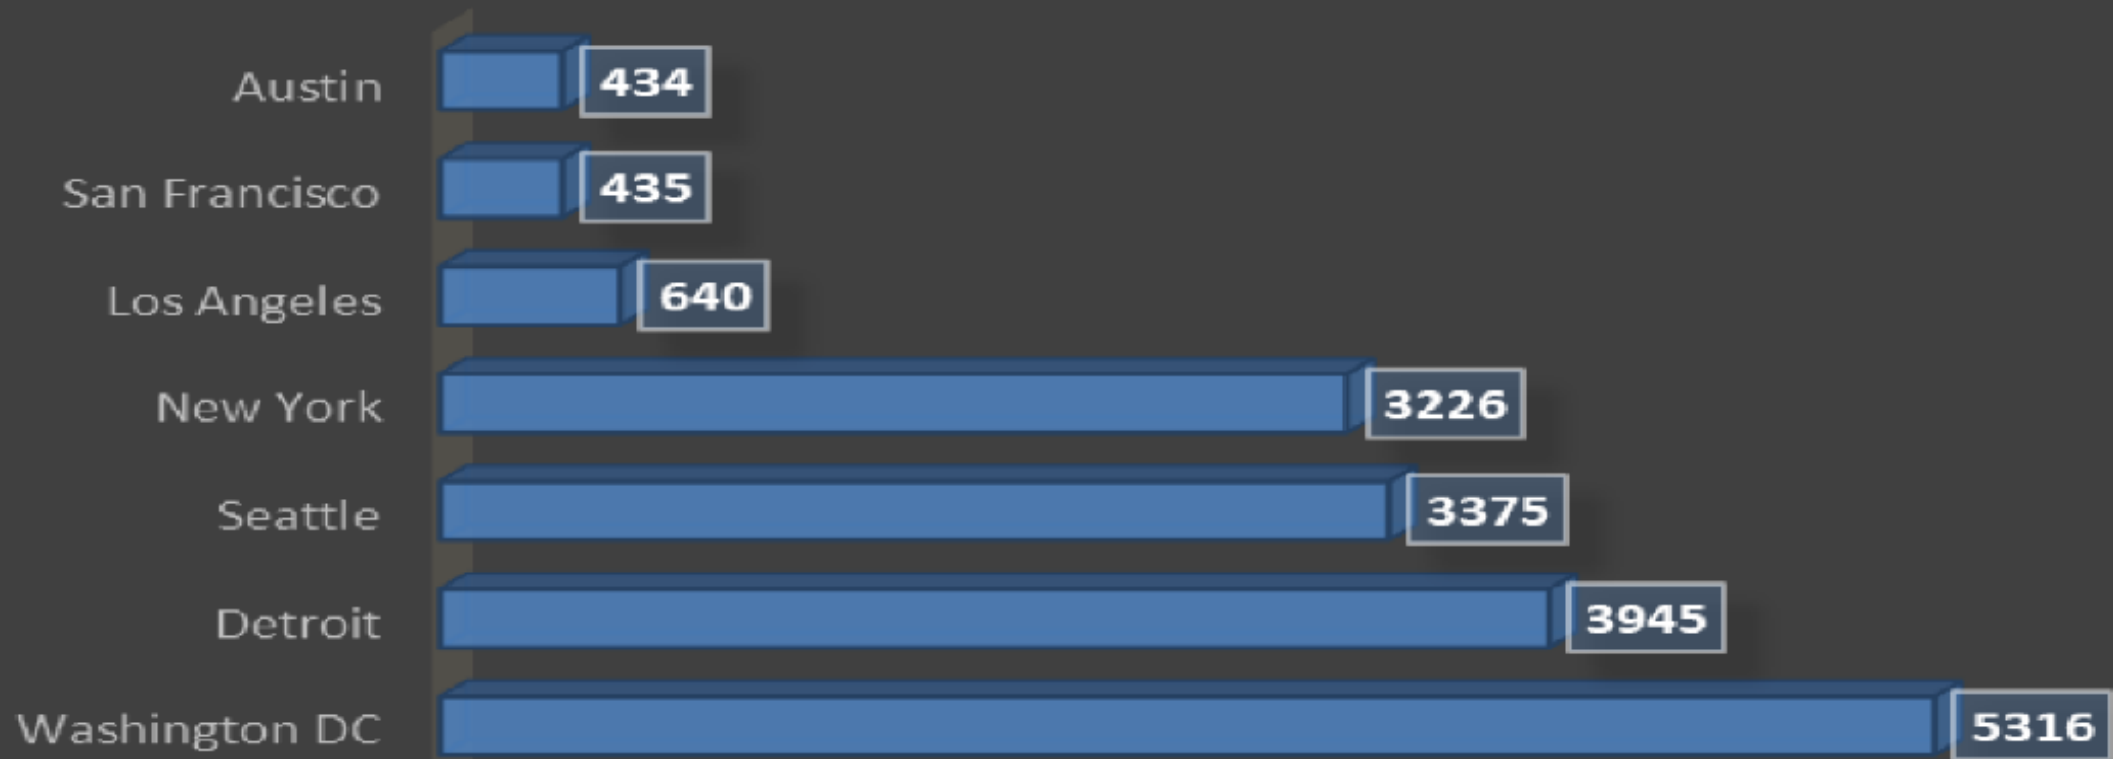 Austin 434
San Francisco 435
Los Angeles 640
New York 3226
Seattle 3375
Detroit 3945
Washington DC 5316